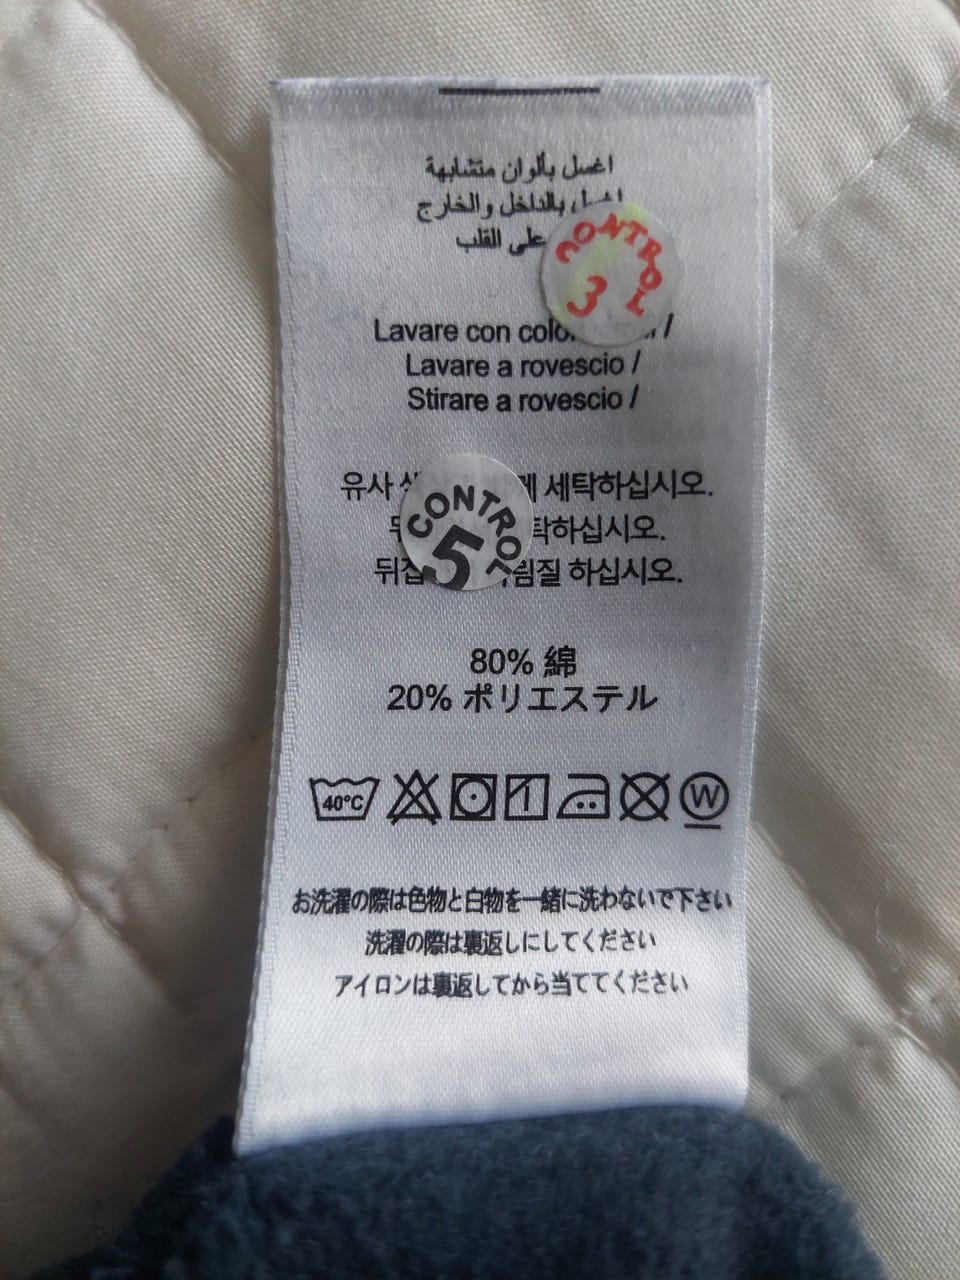 اغسل بألوان متشابهة
بالداخل والخارج
على القلب
CONTROL
3
Lavare con /
Lavare a rovescio /
Stirare a rovescio /
유사 세탁하십시오.
CONTROL
5
하십시오.
하십시오.
80% 綿
20% ポリエステル
40°C
W
お洗濯の際は色物と白物を一緒に洗わないで下さい
洗濯の際は裏返しにしてください
アイロンは裏返してから当ててください